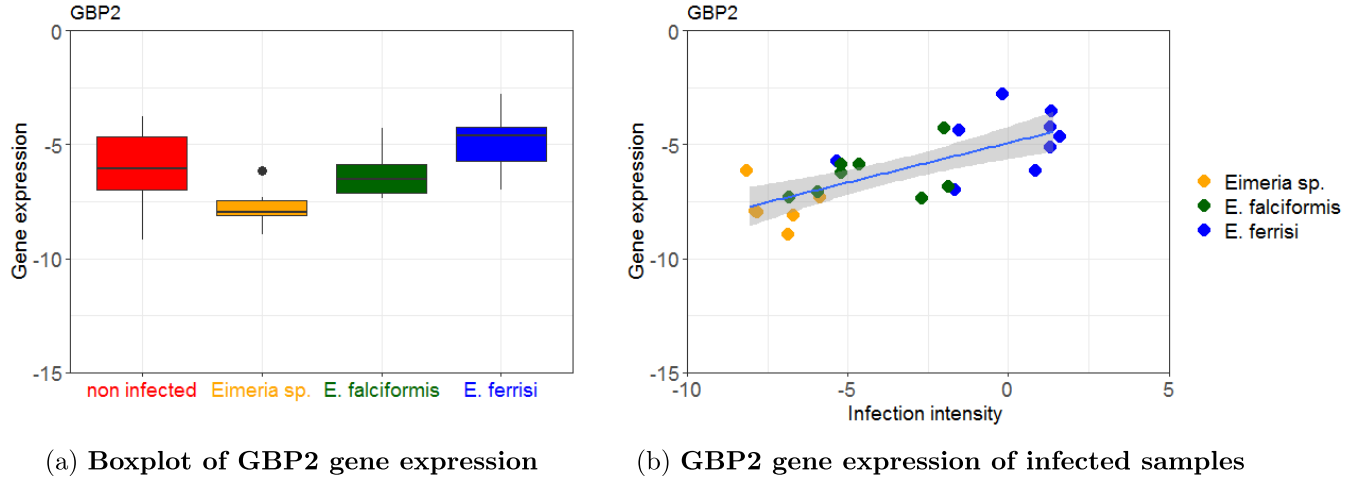 GBP2
0
-5
-10
-15
Gene expression
non infected Eimeria sp. E. falciformis E. ferrisi
(a) Boxplot of GBP2 gene expression
GBP2
0
-5
-10
-15
Gene expression
-10 -5 0 5
Infection intensity
Eimeria sp.
E. falciformis
E. ferrisi
(b) GBP2 gene expression of infected samples